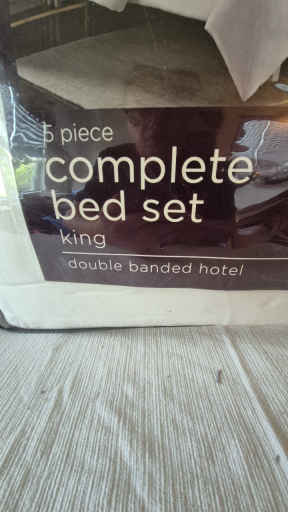 5 piece
complete
bed set
king
double banded hotel